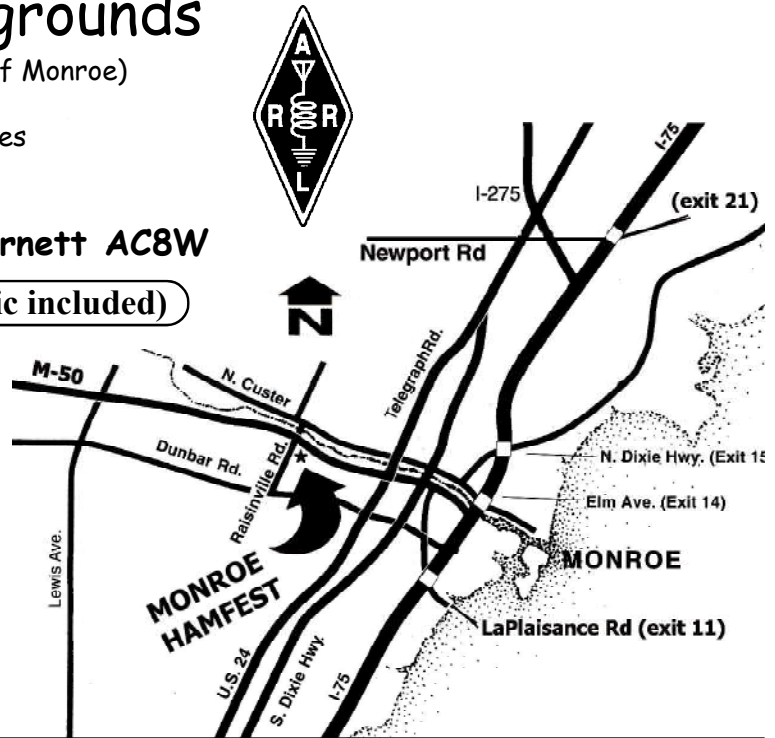 grounds
f Monroe)
es
rnett AC8W
ic included)
A
R R
L
I-75
I-275
(exit 21)
Newport Rd
N
M-50
N. Custer
Telegraph Rd.
Dunbar Rd.
Raisinville Rd.
N. Dixie Hwy. (Exit 15
Elm Ave. (Exit 14)
Lewis Ave.
MONROE
HAMFEST
MONROE
LaPlaisance Rd (exit 11)
U.S. 24
S. Dixie Hwy.
I-75